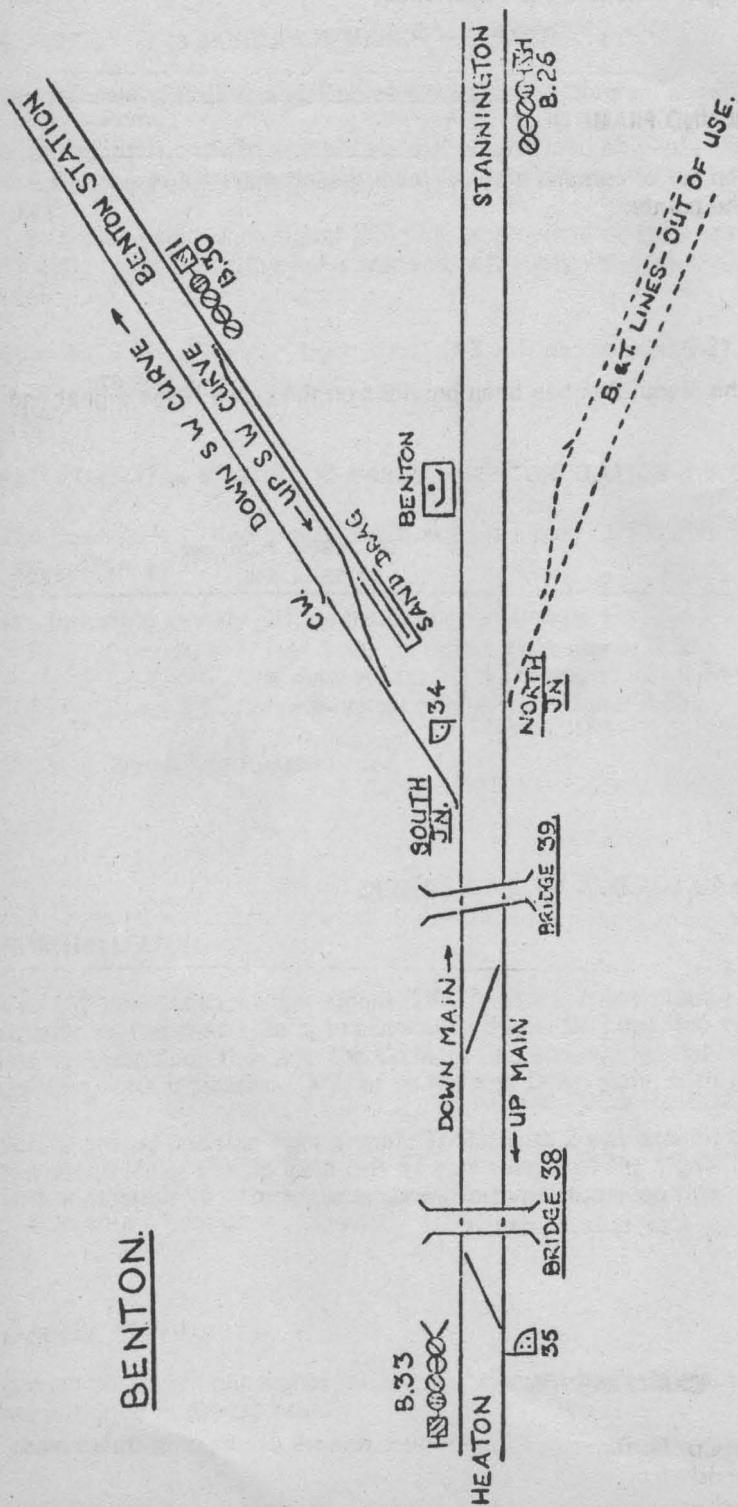 BENTON.
BENTON STATION
B.30
DOWN S W CURVE →
← UP S W CURVE
SAND DRAG
C.W.
BENTON
34
SOUTH
JN.
NORTH
JN.
STANNINGTON
B.26
B. & T. LINES- OUT OF USE.
BRIDGE 39
DOWN MAIN →
← UP MAIN
BRIDGE 38
B.33
HEATON
35